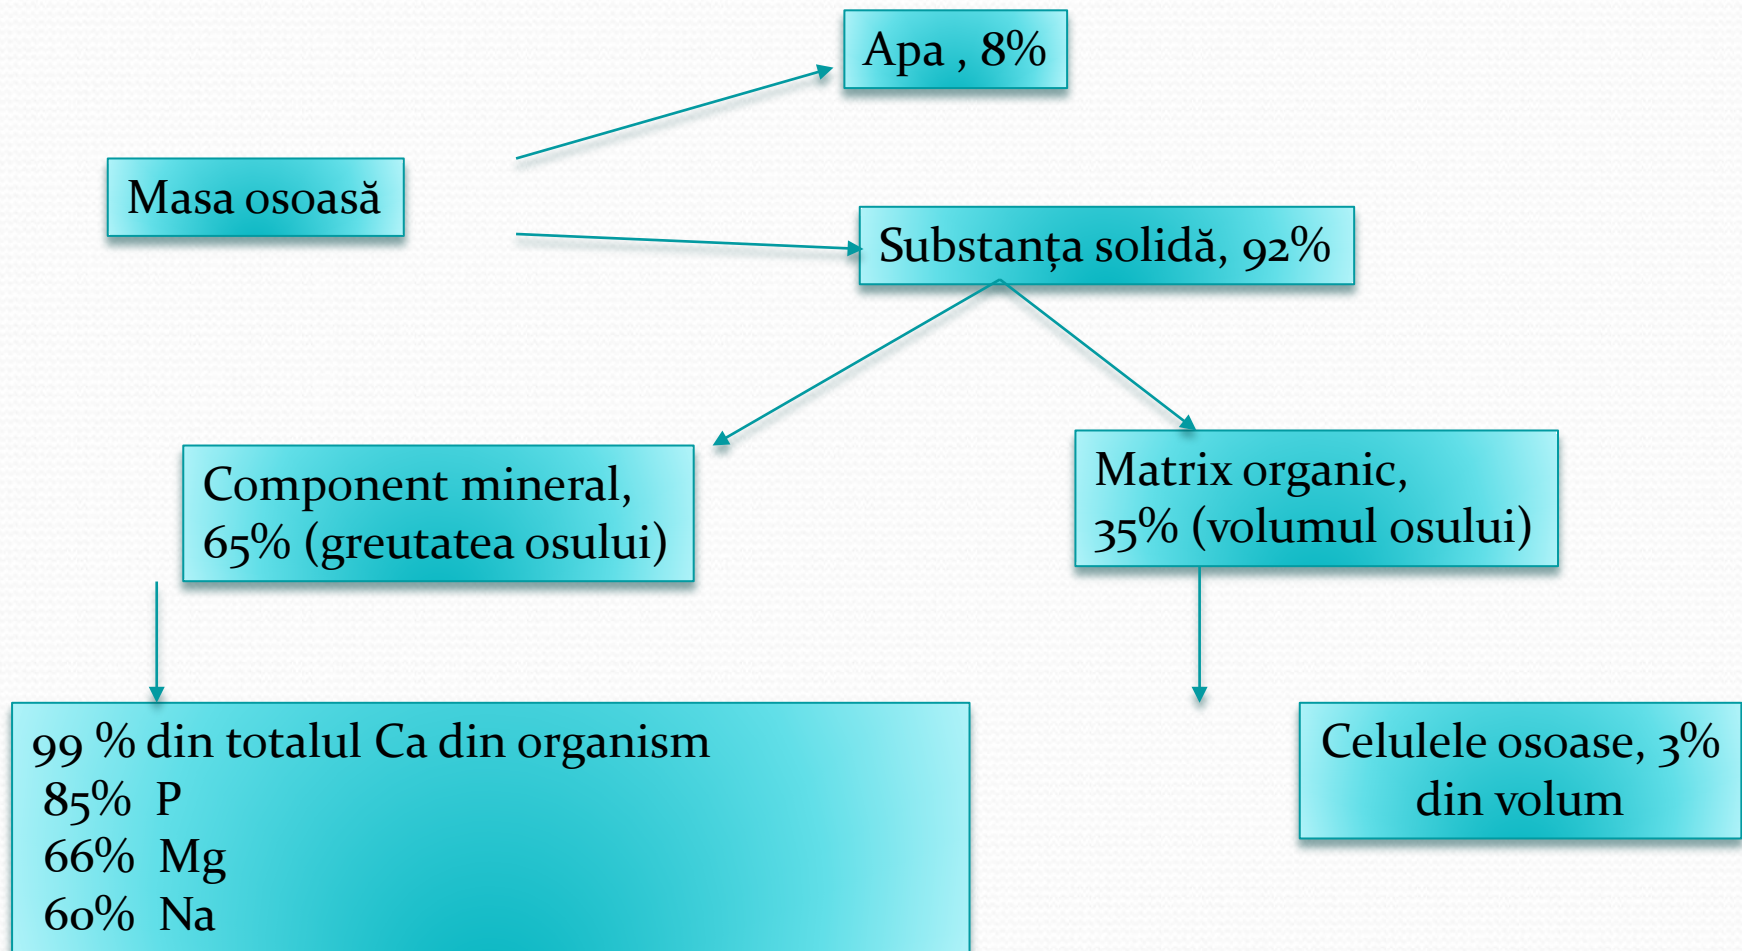 Apa , 8%
Masa osoasă
Substanța solidă, 92%
Component mineral,
65% (greutatea osului)
Matrix organic,
35% (volumul osului)
99 % din totalul Ca din organism
85% P
66% Mg
60% Na
Celulele osoase, 3%
din volum